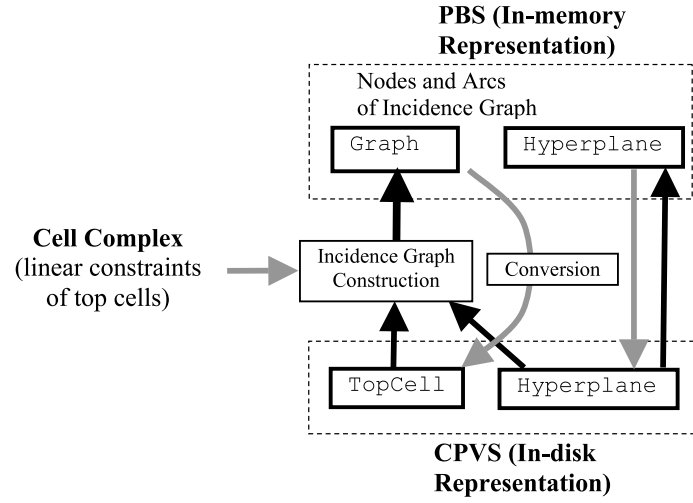 PBS (In-memory
Representation)
Nodes and Arcs
of Incidence Graph
Graph
Hyperplane
Cell Complex
(linear constraints
of top cells)
Incidence Graph
Construction
Conversion
TopCell
Hyperplane
CPVS (In-disk
Representation)